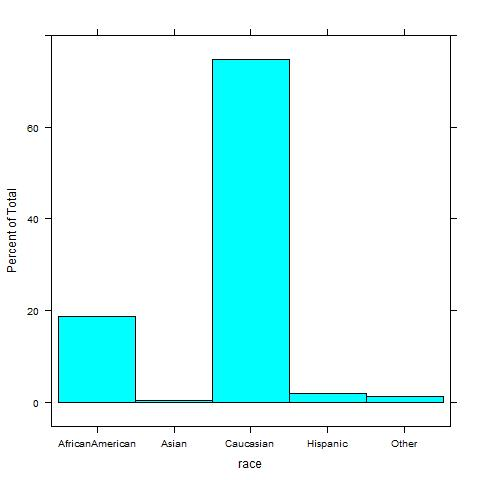 Percent of Total
60
40
20
0
AfricanAmerican Asian Caucasian Hispanic Other
race